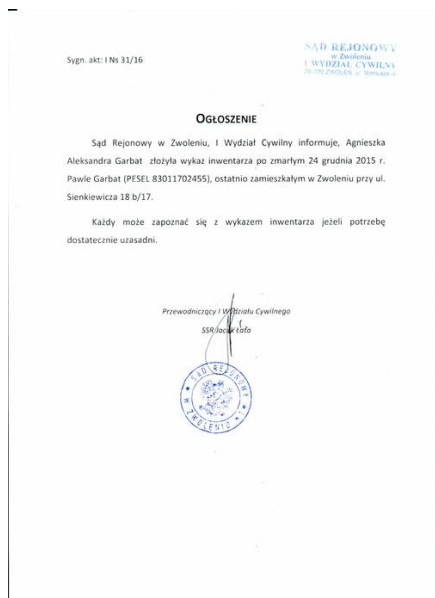 SĄD REJONOWY
w Zwoleniu
I WYDZIAŁ CYWILNY
Sygn. akt: I Ns 31/16
OGŁOSZENIE
Sąd Rejonowy w Zwoleniu, I Wydział Cywilny informuje, Agnieszka
Aleksandra Garbat złożyła wykaz inwentarza po zmarłym 24 grudnia 2015 r.
Pawle Garbat (PESEL 83011702455), ostatnio zamieszkałym w Zwoleniu przy ul.
Sienkiewicza 18 b/17.
Każdy może zapoznać się z wykazem inwentarza jeżeli potrzebę
dostatecznie uzasadni.
Przewodniczący I Wydziału Cywilnego
SSR Jacek Łata
SĄD REJONOWY
W ZWOLENIU